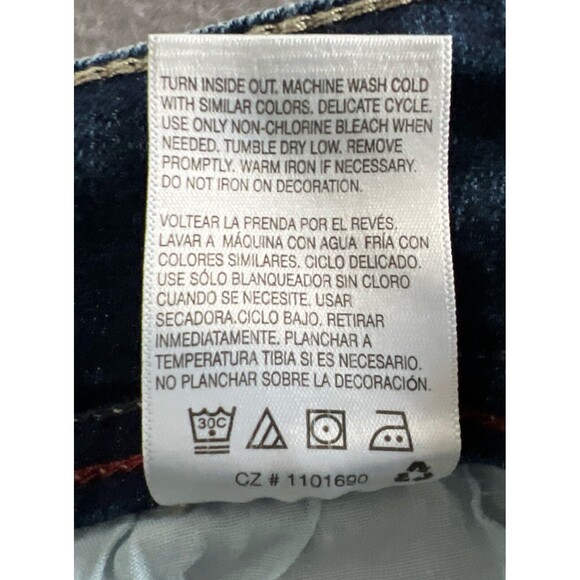 TURN INSIDE OUT. MACHINE WASH COLD
WITH SIMILAR COLORS. DELICATE CYCLE.
USE ONLY NON-CHLORINE BLEACH WHEN
NEEDED. TUMBLE DRY LOW. REMOVE
PROMPTLY. WARM IRON IF NECESSARY.
DO NOT IRON ON DECORATION.
VOLTEAR LA PRENDA POR EL REVÉS.
LAVAR A MÁQUINA CON AGUA FRÍA CON
COLORES SIMILARES. CICLO DELICADO.
USE SÓLO BLANQUEADOR SIN CLORO
CUANDO SE NECESITE. USAR
SECADORA.CICLO BAJO. RETIRAR
INMEDIATAMENTE. PLANCHAR A
TEMPERATURA TIBIA SI ES NECESARIO.
NO PLANCHAR SOBRE LA DECORACIÓN.
30C
CZ # 1101690